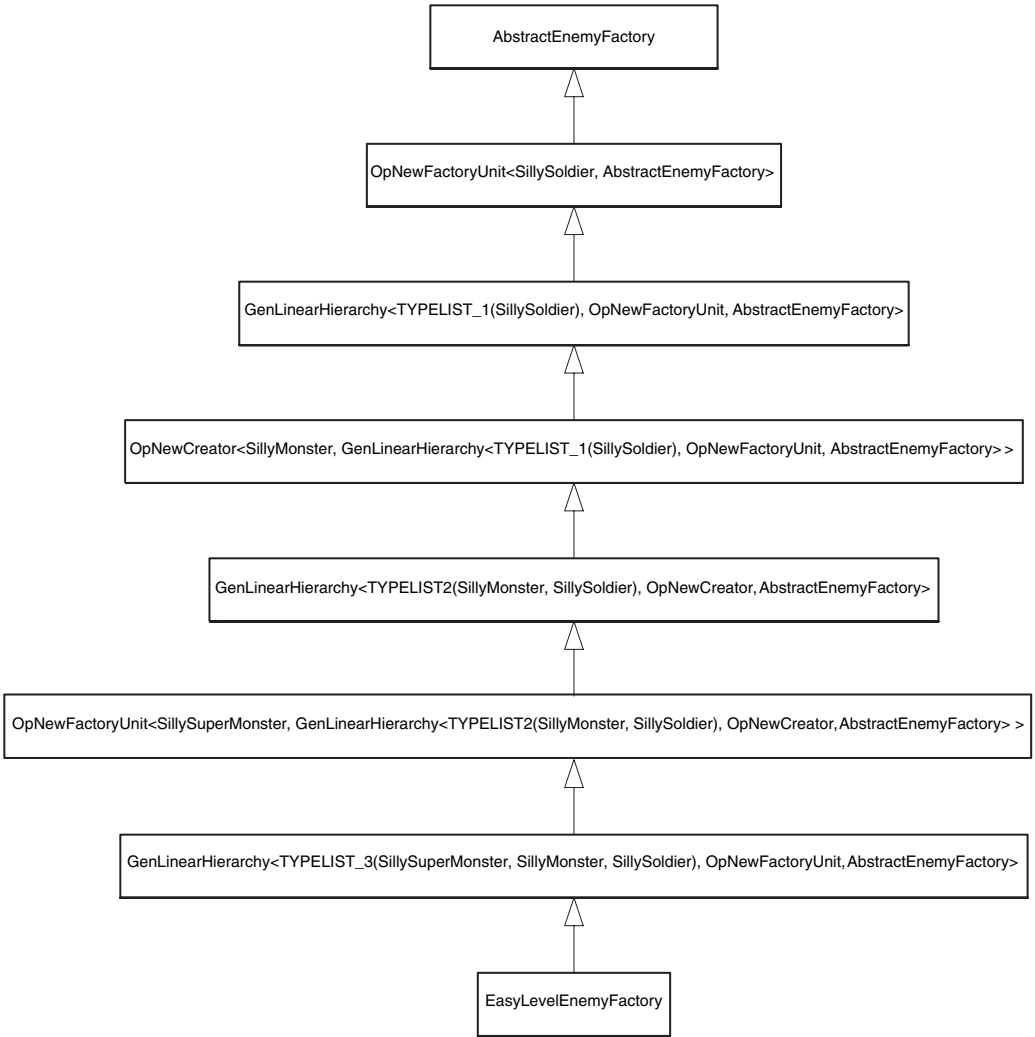 AbstractEnemyFactory
OpNewFactoryUnit<SillySoldier, AbstractEnemyFactory>
GenLinearHierarchy<TYPELIST_1(SillySoldier), OpNewFactoryUnit, AbstractEnemyFactory>
OpNewCreator<SillyMonster, GenLinearHierarchy<TYPELIST_1(SillySoldier), OpNewFactoryUnit, AbstractEnemyFactory> >
GenLinearHierarchy<TYPELIST2(SillyMonster, SillySoldier), OpNewCreator, AbstractEnemyFactory>
OpNewFactoryUnit<SillySuperMonster, GenLinearHierarchy<TYPELIST2(SillyMonster, SillySoldier), OpNewCreator, AbstractEnemyFactory> >
GenLinearHierarchy<TYPELIST_3(SillySuperMonster, SillyMonster, SillySoldier), OpNewFactoryUnit, AbstractEnemyFactory>
EasyLevelEnemyFactory